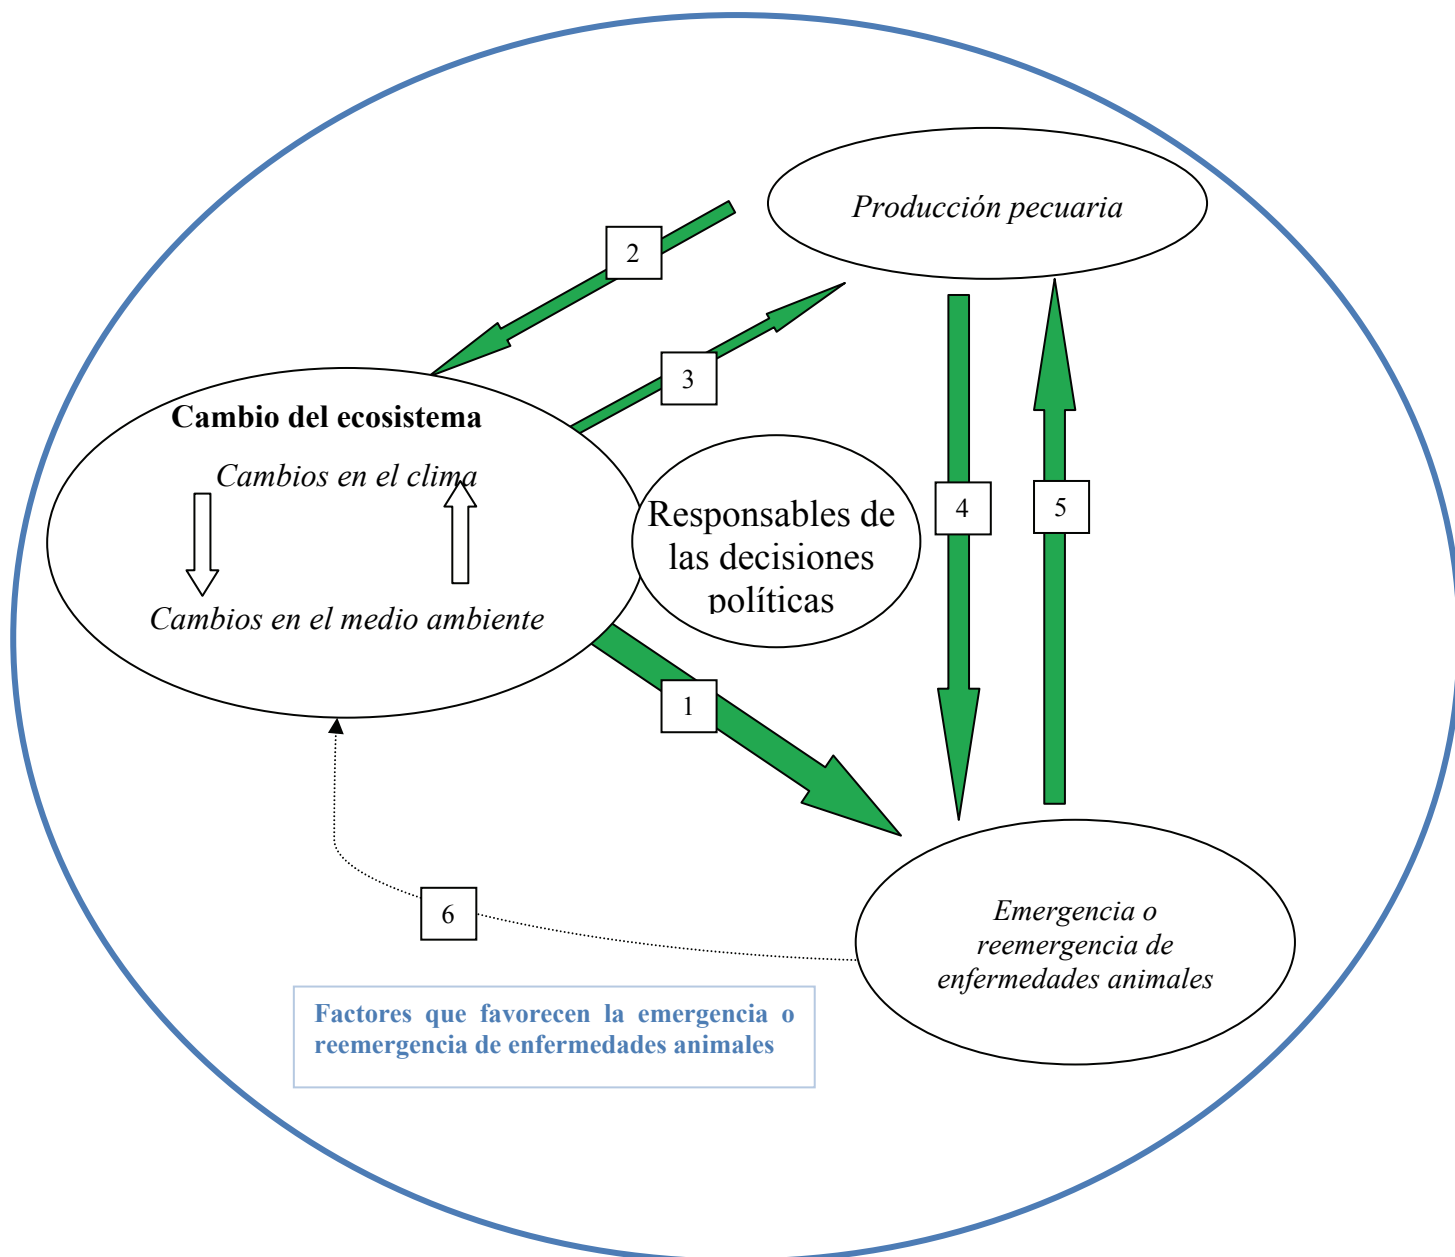 Producción pecuaria
2
3
Cambio del ecosistema
Cambios en el clima
Cambios en el medio ambiente
Responsables de
las decisiones
políticas
4
5
1
6
Emergencia o
reemergencia de
enfermedades animales
Factores que favorecen la emergencia o
reemergencia de enfermedades animales